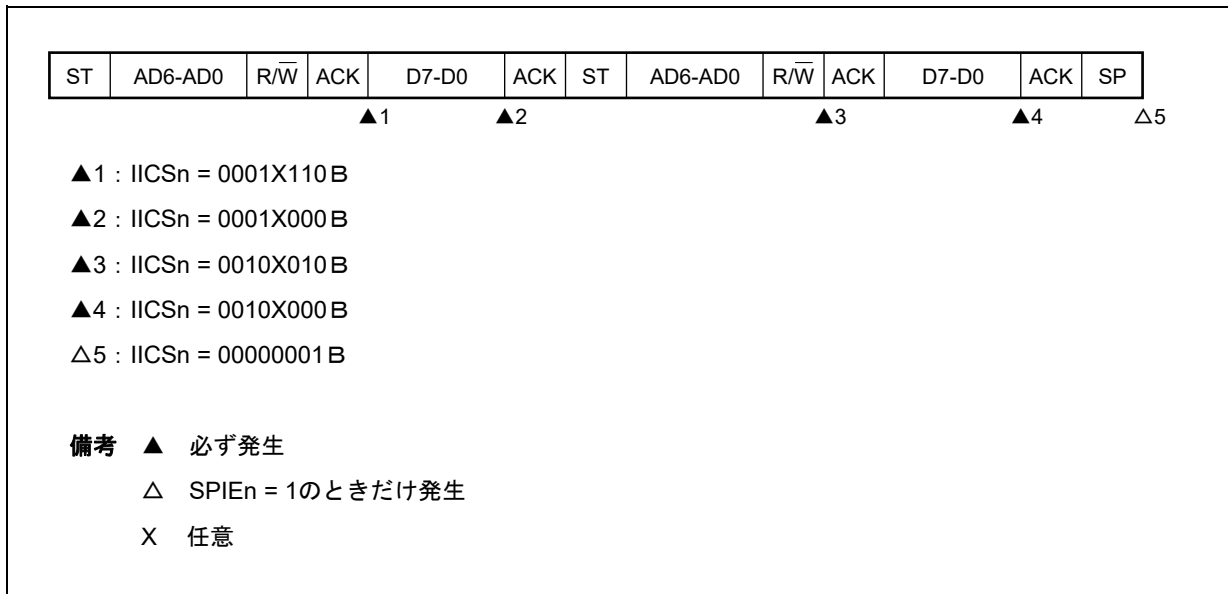 ST AD6-AD0 R/W̅ ACK D7-D0 ACK ST AD6-AD0 R/W̅ ACK D7-D0 ACK SP
▲1 ▲2 ▲3 ▲4 △5
▲1：IICSn = 0001X110B
▲2：IICSn = 0001X000B
▲3：IICSn = 0010X010B
▲4：IICSn = 0010X000B
△5：IICSn = 00000001B
備考 ▲ 必ず発生
△ SPIEn = 1のときだけ発生
X 任意